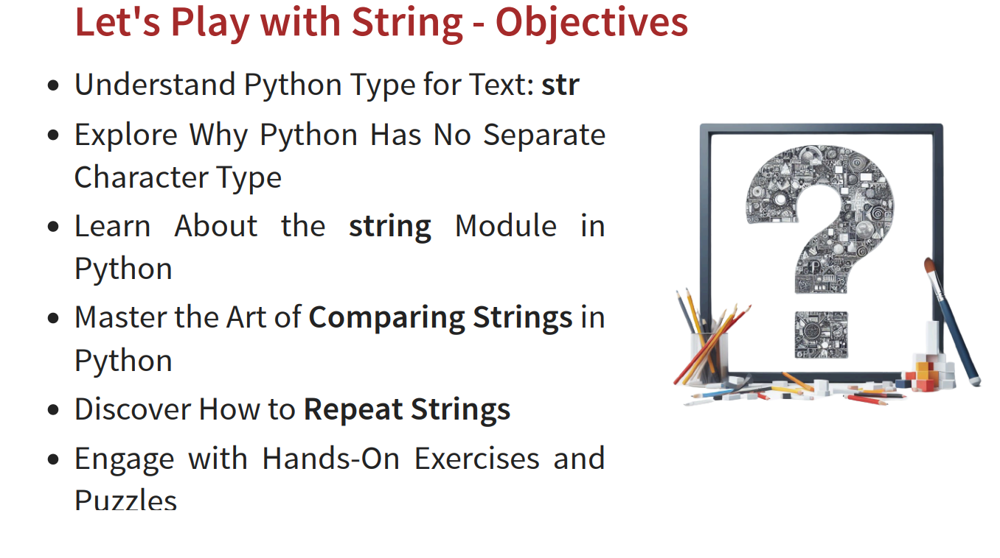 Let's Play with String - Objectives
• Understand Python Type for Text: str
• Explore Why Python Has No Separate
Character Type
• Learn About the string Module in
Python
• Master the Art of Comparing Strings in
Python
• Discover How to Repeat Strings
• Engage with Hands-On Exercises and
Puzzles